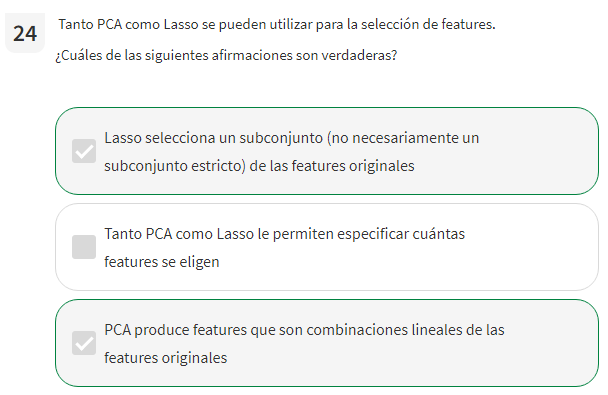 24
Tanto PCA como Lasso se pueden utilizar para la selección de features.
¿Cuáles de las siguientes afirmaciones son verdaderas?
Lasso selecciona un subconjunto (no necesariamente un
subconjunto estricto) de las features originales
Tanto PCA como Lasso le permiten especificar cuántas
features se eligen
PCA produce features que son combinaciones lineales de las
features originales